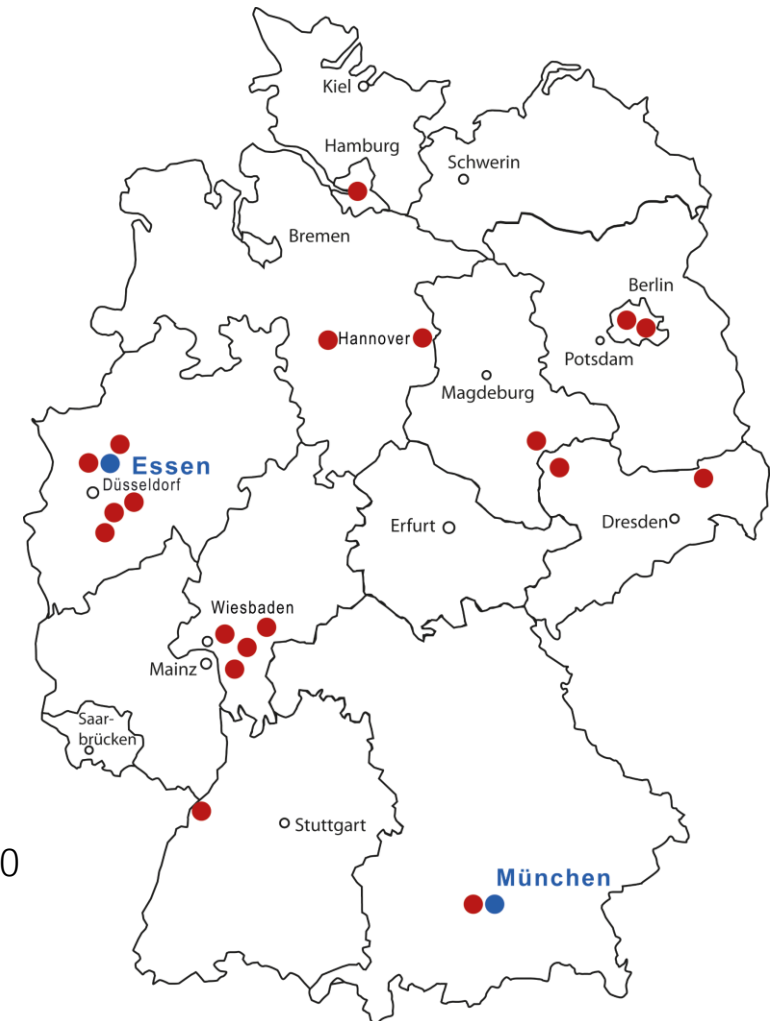 Kiel
Hamburg
Schwerin
Bremen
Berlin
Hannover
Potsdam
Magdeburg
Essen
Düsseldorf
Erfurt
Dresden
Wiesbaden
Mainz
Saar-
brücken
Stuttgart
0
München